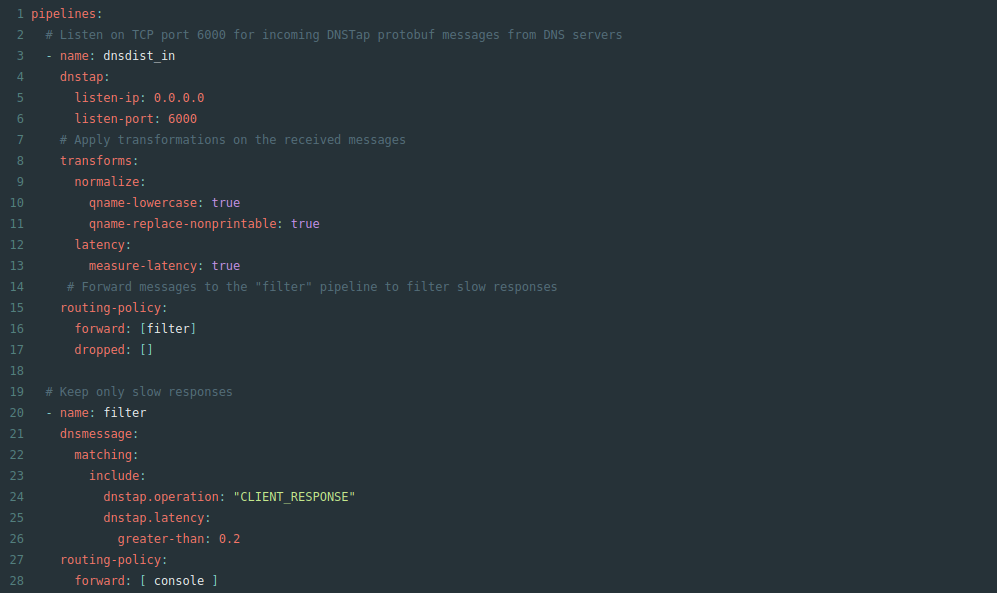 1 pipelines:
2   # Listen on TCP port 6000 for incoming DNSTap protobuf messages from DNS servers
3   - name: dnsdist_in
4     dnstap:
5       listen-ip: 0.0.0.0
6       listen-port: 6000
7     # Apply transformations on the received messages
8     transforms:
9       normalize:
10         qname-lowercase: true
11         qname-replace-nonprintable: true
12       latency:
13         measure-latency: true
14      # Forward messages to the "filter" pipeline to filter slow responses
15     routing-policy:
16       forward: [filter]
17       dropped: []
18
19   # Keep only slow responses
20   - name: filter
21     dnsmessage:
22       matching:
23         include:
24           dnstap.operation: "CLIENT_RESPONSE"
25           dnstap.latency:
26             greater-than: 0.2
27     routing-policy:
28       forward: [ console ]